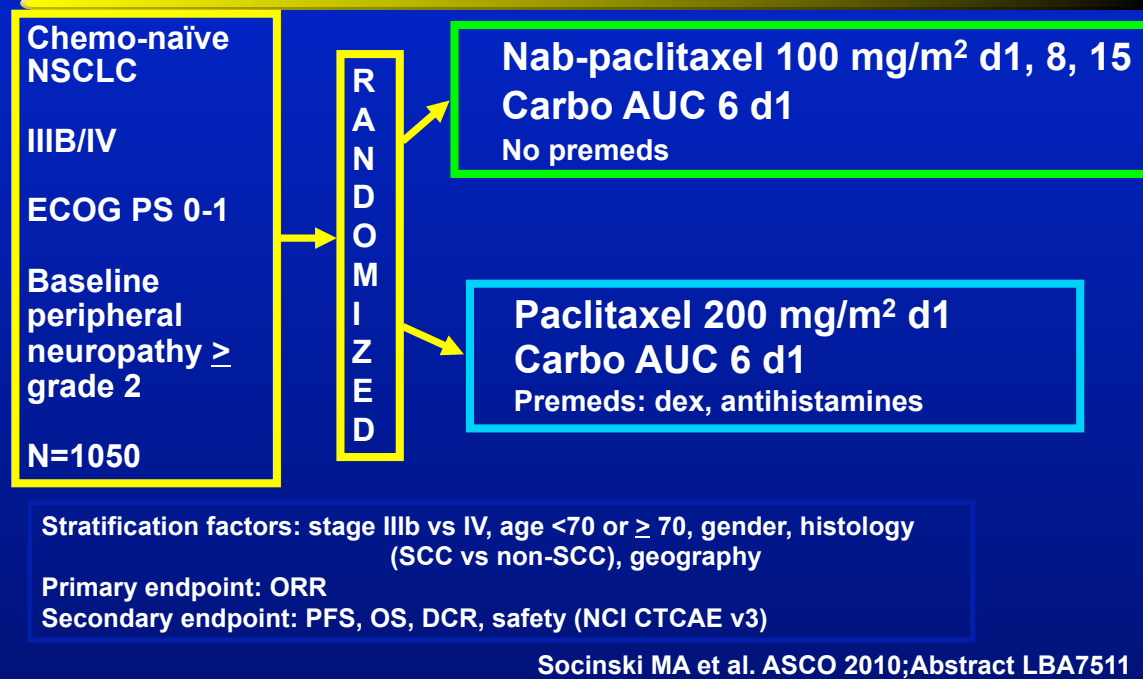 Chemo-naïve
NSCLC
IIIB/IV
ECOG PS 0-1
Baseline
peripheral
neuropathy ≥
grade 2
N=1050
R
A
N
D
O
M
I
Z
E
D
Nab-paclitaxel 100 mg/m² d1, 8, 15
Carbo AUC 6 d1
No premeds
Paclitaxel 200 mg/m² d1
Carbo AUC 6 d1
Premeds: dex, antihistamines
Stratification factors: stage IIIb vs IV, age <70 or ≥ 70, gender, histology
(SCC vs non-SCC), geography
Primary endpoint: ORR
Secondary endpoint: PFS, OS, DCR, safety (NCI CTCAE v3)
Socinski MA et al. ASCO 2010;Abstract LBA7511